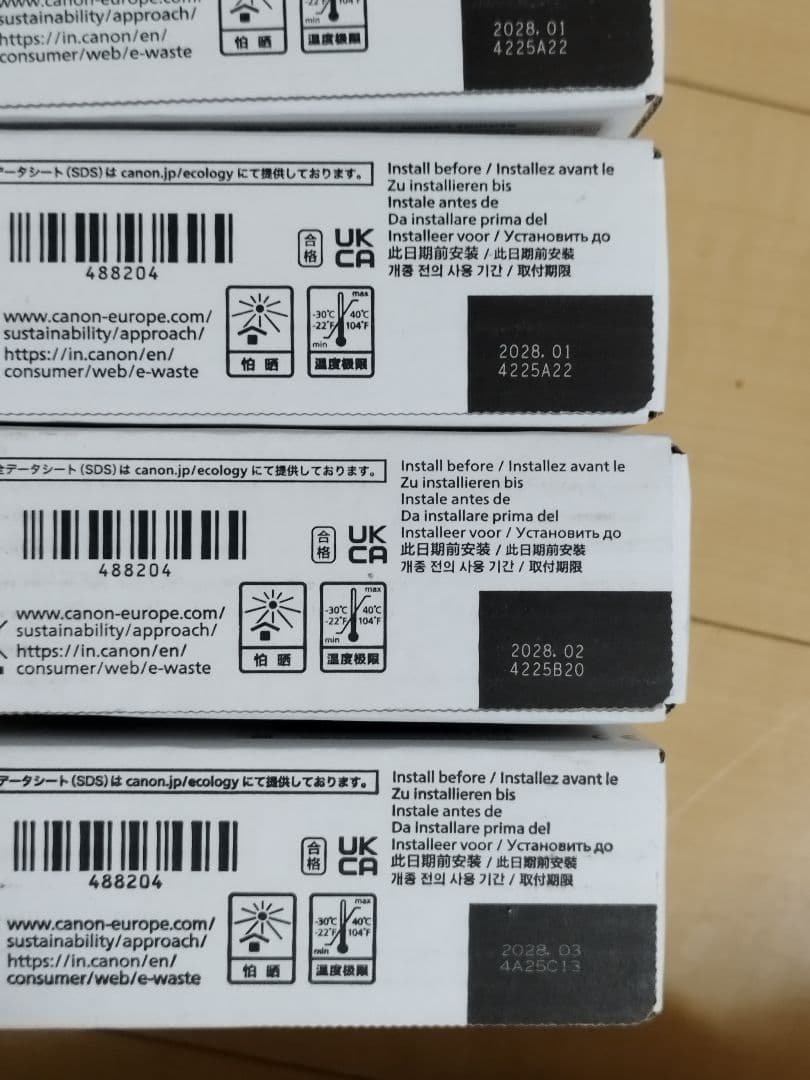 sustainability/approach/
https://in.canon/en/
consumer/web/e-waste
min
怕 晒
温度极限
2028. 01
4225A22
データシート(SDS)は canon.jp/ecology にて提供しております。
488204
合格
UK
CA
Install before / Installez avant le
Zu installieren bis
Instale antes de
Da installare prima del
Installeer voor / Установить до
此日期前安装 / 此日期前安裝
개종 전의 사용 기간 / 取付期限
www.canon-europe.com/
sustainability/approach/
https://in.canon/en/
consumer/web/e-waste
怕 晒
max
-30℃ 40℃
-22℉ 104℉
min
温度极限
2028. 01
4225A22
全データシート(SDS)は canon.jp/ecology にて提供しております。
488204
合格
UK
CA
Install before / Installez avant le
Zu installieren bis
Instale antes de
Da installare prima del
Installeer voor / Установить до
此日期前安装 / 此日期前安裝
개종 전의 사용 기간 / 取付期限
www.canon-europe.com/
sustainability/approach/
https://in.canon/en/
consumer/web/e-waste
怕 晒
max
-30℃ 40℃
-22℉ 104℉
min
温度极限
2028. 02
4225B20
データシート(SDS)は canon.jp/ecology にて提供しております。
488204
合格
UK
CA
Install before / Installez avant le
Zu installieren bis
Instale antes de
Da installare prima del
Installeer voor / Установить до
此日期前安装 / 此日期前安裝
개종 전의 사용 기간 / 取付期限
www.canon-europe.com/
sustainability/approach/
https://in.canon/en/
consumer/web/e-waste
怕 晒
max
-30℃ 40℃
-22℉ 104℉
min
温度极限
2028. 03
4A25C13